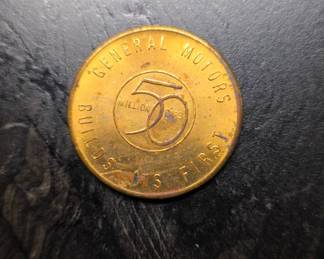 GENERAL MOTORS
BUILDS ITS FIRST
50
MILLION